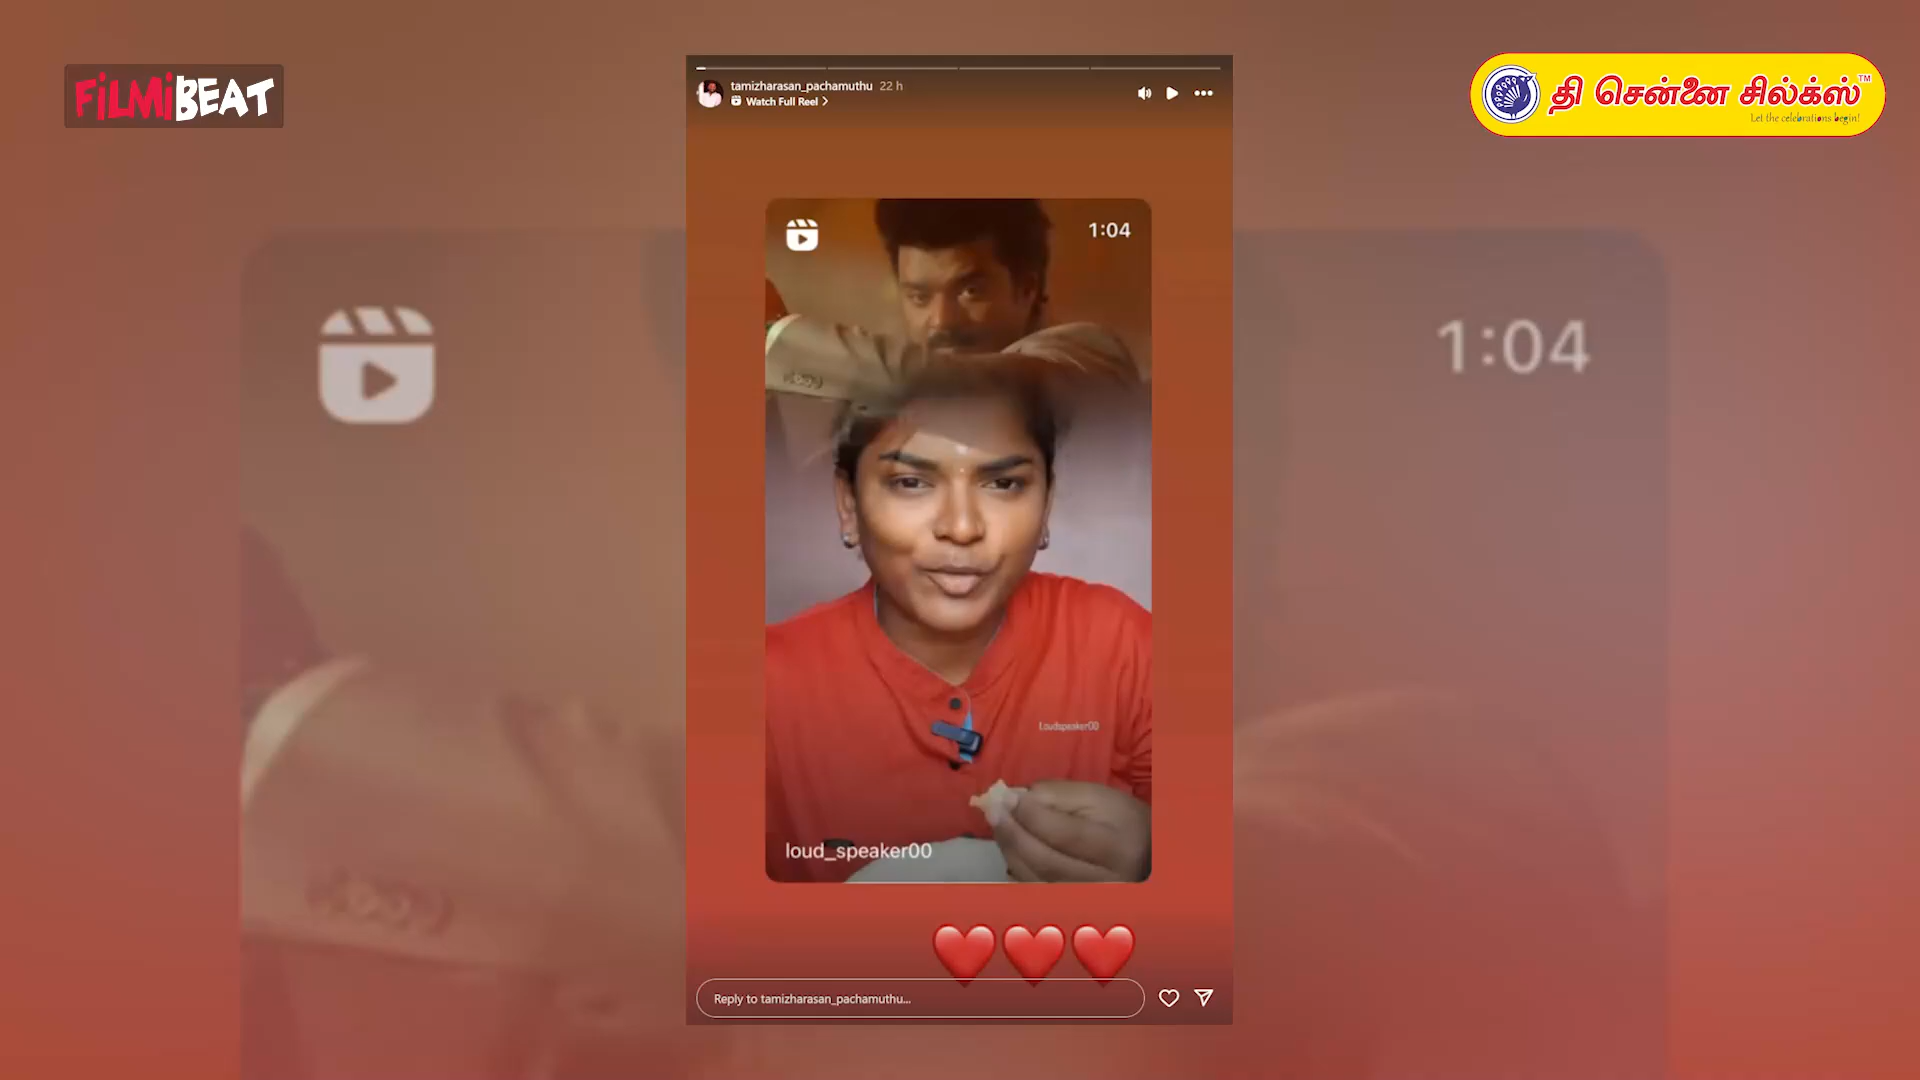 FiLMiBEAT
tamizharasan_pachamuthu 22 h
Watch Full Reel
தி சென்னை சில்க்ஸ்™
Let the celebrations begin!
1:04
1:04
Loudspeaker00
loud_speaker00
Reply to tamizharasan_pachamuthu...